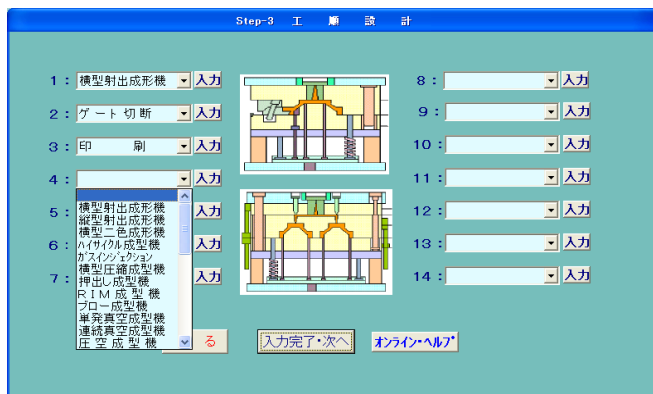 Step-3 工 順 設 計
1 : 横型射出成形機 入力
2 : ゲート切断 入力
3 : 印 刷 入力
4 : 入力
5 : 入力
6 : 入力
7 : 入力
横型射出成形機
縦型射出成形機
横型二色成形機
ハイサイクル成型機
ガスインジェクション
横型圧縮成型機
押出し成型機
RIM成型機
ブロー成型機
単発真空成型機
連続真空成型機
圧空成型機
8 : 入力
9 : 入力
10 : 入力
11 : 入力
12 : 入力
13 : 入力
14 : 入力
る
入力完了・次へ
オンライン・ヘルプ